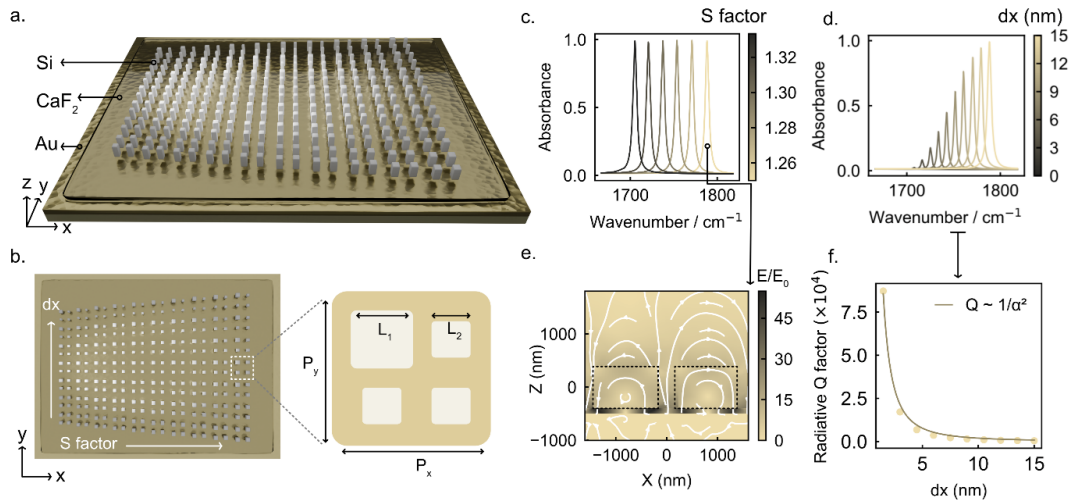 a.
Si
CaF₂
Au
z
y
x
b.
dx
S factor
y
x
L₁
L₂
P_y
P_x
c.
S factor
Absorbance
1.0
0.5
0.0
1700
1800
Wavenumber / cm⁻¹
1.32
1.30
1.28
1.26
d.
dx (nm)
Absorbance
1.0
0.5
0.0
1700
1800
Wavenumber / cm⁻¹
15
12
9
6
3
0
e.
E/E₀
Z (nm)
1000
0
-1000
-1000
0
1000
X (nm)
45
30
15
0
f.
Radiative Q factor (×10⁴)
7.5
5.0
2.5
0.0
Q ~ 1/α²
5
10
15
dx (nm)